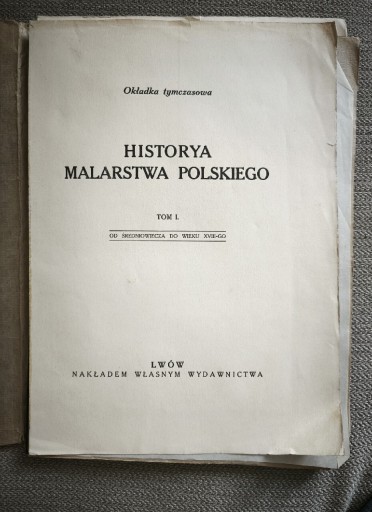 Okładka tymczasowa
HISTORYA
MALARSTWA POLSKIEGO
TOM I.
OD ŚREDNIOWIECZA DO WIEKU XVIII-GO
LWÓW
NAKŁADEM WŁASNYM WYDAWNICTWA